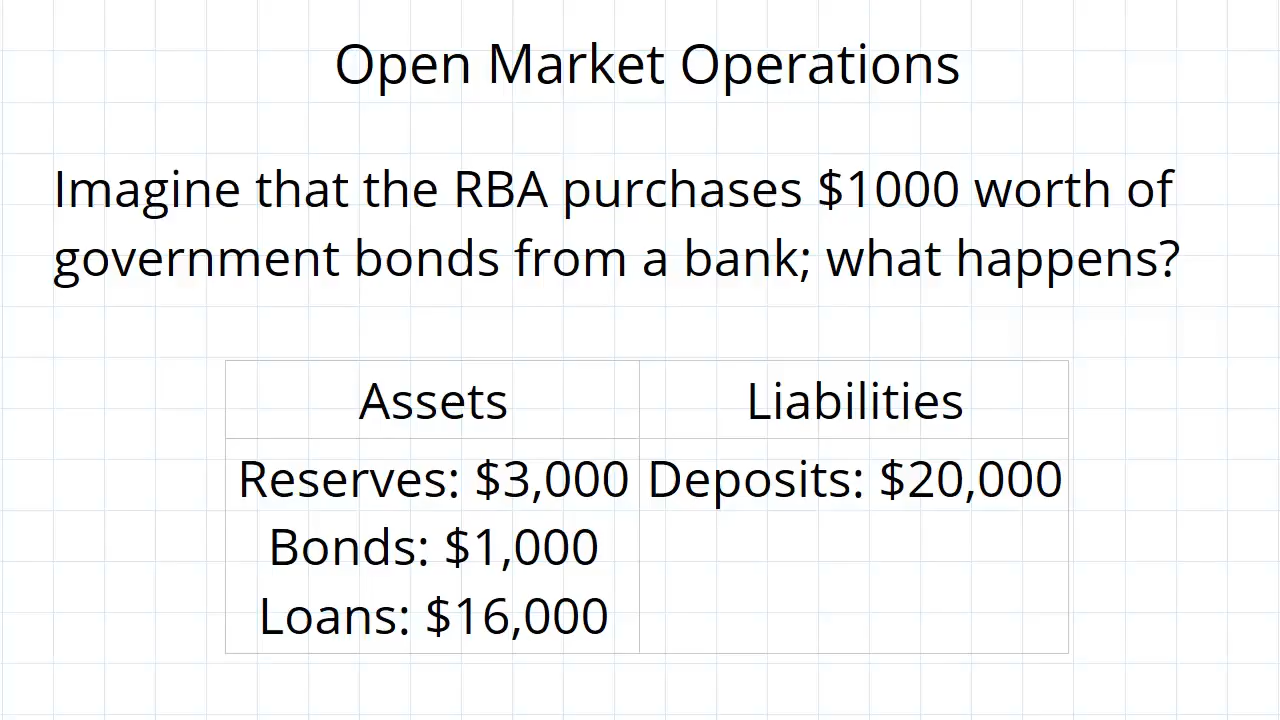 Open Market Operations
Imagine that the RBA purchases $1000 worth of
government bonds from a bank; what happens?
Assets Liabilities
Reserves: $3,000 Deposits: $20,000
Bonds: $1,000
Loans: $16,000